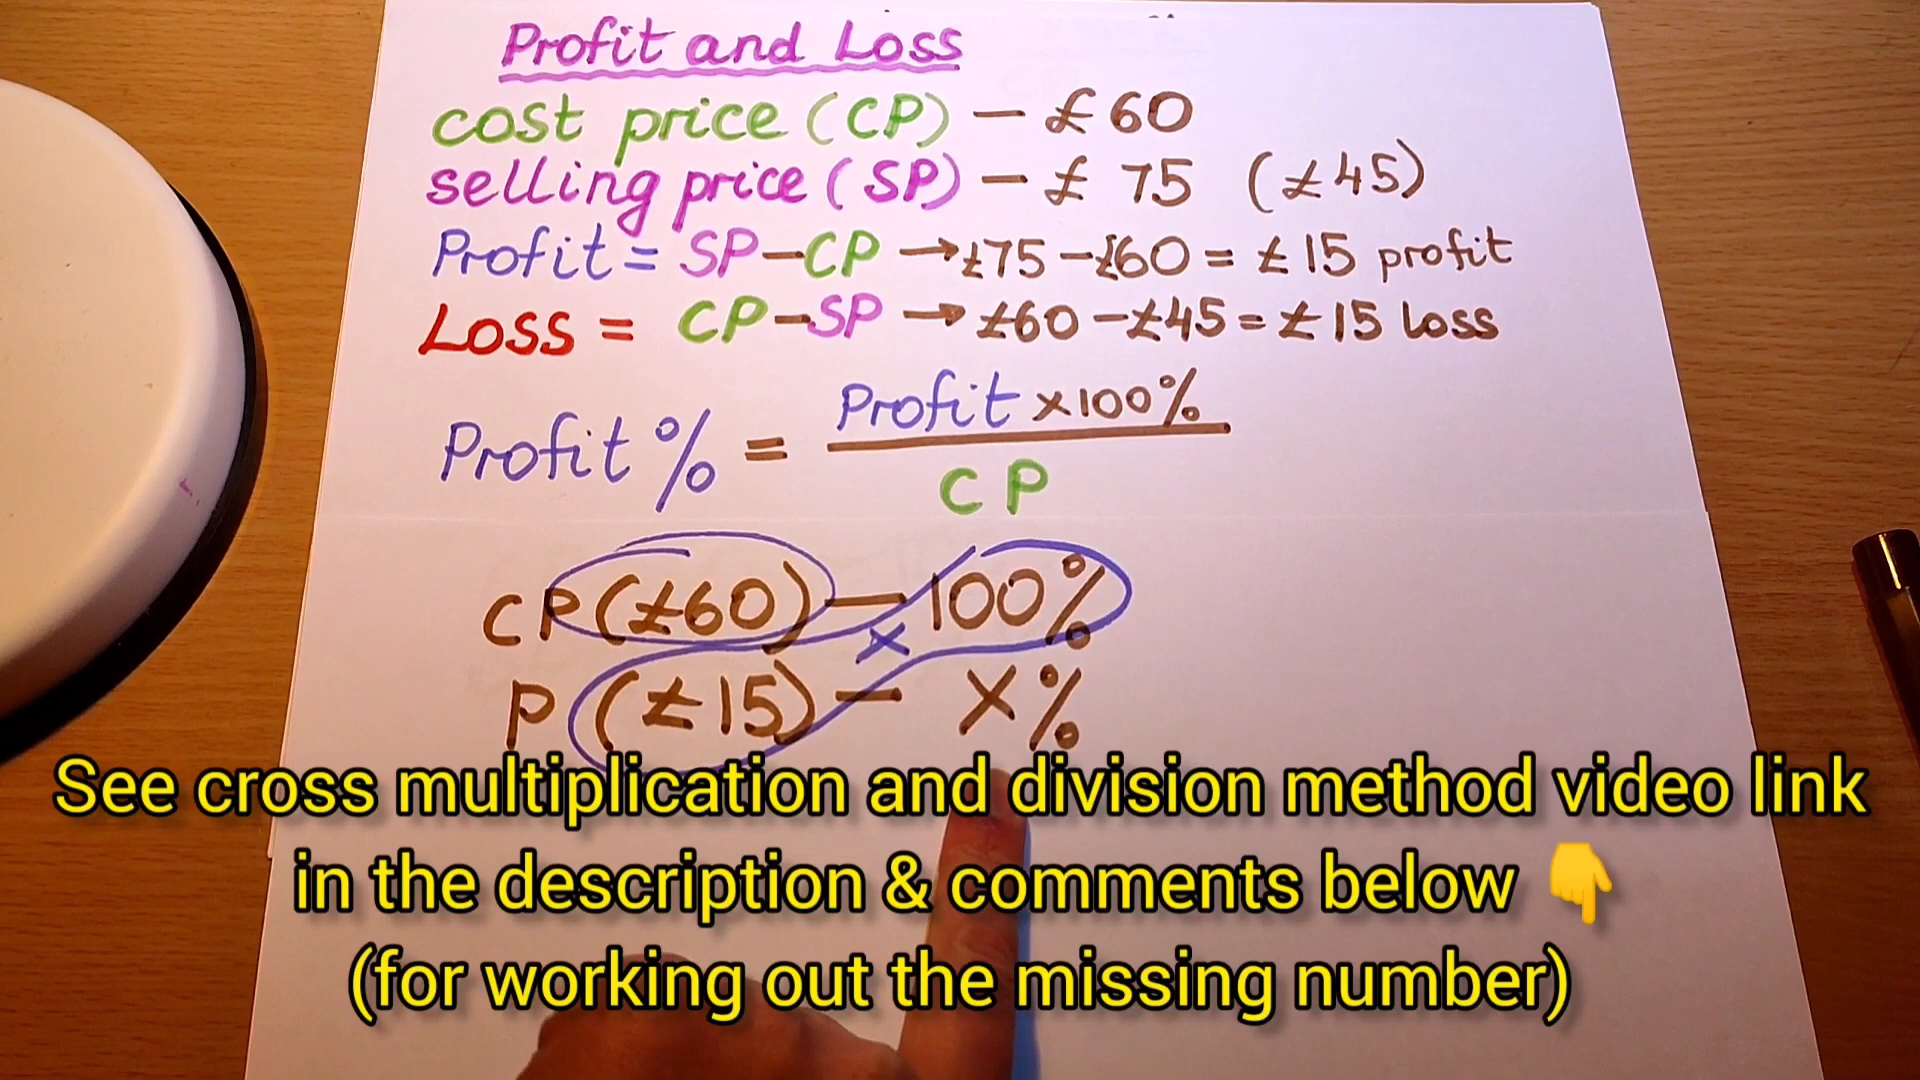 Profit and Loss
cost price (CP) - £60
selling price (SP) - £ 75 (£45)
Profit = SP-CP → £75 - £60 = £15 profit
Loss = CP-SP → £60 - £45 = £15 loss
Profit x100%
Profit % =
CP
CP (£60) - 100%
x
P (£15) - x%
See cross multiplication and division method video link
in the description & comments below 👇
(for working out the missing number)